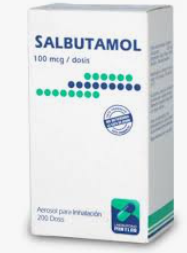 SALBUTAMOL
100 mcg / dosis
Aerosol para Inhalación
200 Dosis